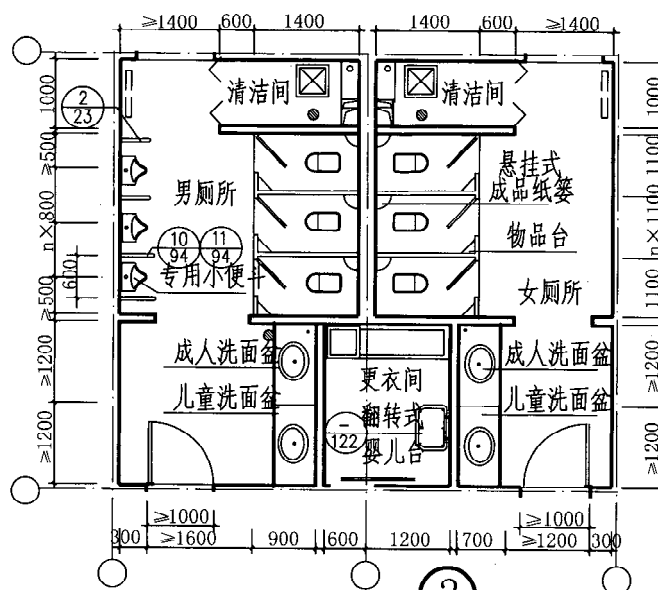 ≥1400 600 1400 1400 600 ≥1400
1000 清洁间 清洁间 1000
2
23
≥500 悬挂式 1100
成品纸篓
男厕所
n×800 物品台 n×1100
10 11
94 94
600 专用小便斗 女厕所
≥500 1100
成人洗面盆 更衣间 成人洗面盆
≥1200 ≥1200
儿童洗面盆 翻转式 儿童洗面盆
–
122
婴儿台
≥1200 ≥1200
≥1000 ≥1000
300 ≥1600 900 600 1200 700 ≥1200 300